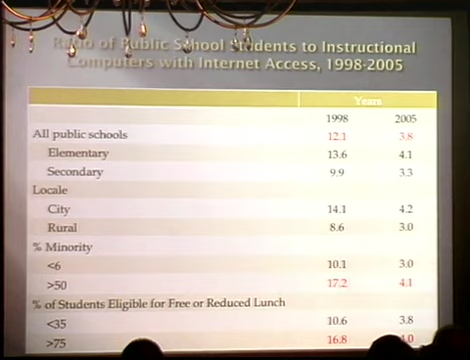 Ratio of Public School Students to Instructional
Computers with Internet Access, 1998-2005
Years
1998 2005
All public schools 12.1 3.8
Elementary 13.6 4.1
Secondary 9.9 3.3
Locale
City 14.1 4.2
Rural 8.6 3.0
% Minority
<6 10.1 3.0
>50 17.2 4.1
% of Students Eligible for Free or Reduced Lunch
<35 10.6 3.8
>75 16.8